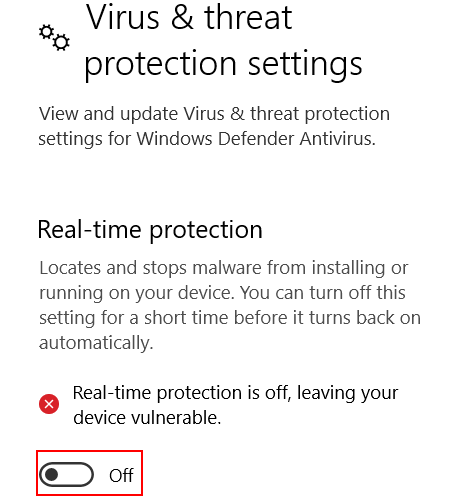 Virus & threat
protection settings
View and update Virus & threat protection
settings for Windows Defender Antivirus.
Real-time protection
Locates and stops malware from installing or
running on your device. You can turn off this
setting for a short time before it turns back on
automatically.
Real-time protection is off, leaving your
device vulnerable.
Off